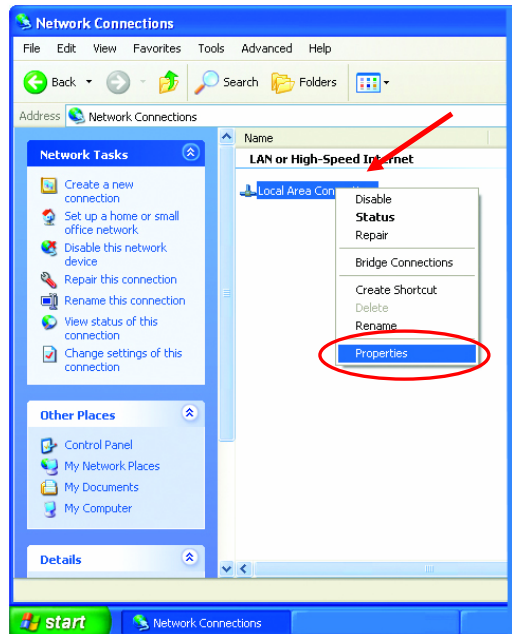 Network Connections
File Edit View Favorites Tools Advanced Help
Back Search Folders
Address Network Connections
Name
Network Tasks
Create a new
connection
Set up a home or small
office network
Disable this network
device
Repair this connection
Rename this connection
View status of this
connection
Change settings of this
connection
Other Places
Control Panel
My Network Places
My Documents
My Computer
Details
LAN or High-Speed Internet
Local Area Con
Disable
Status
Repair
Bridge Connections
Create Shortcut
Delete
Rename
Properties
start Network Connections